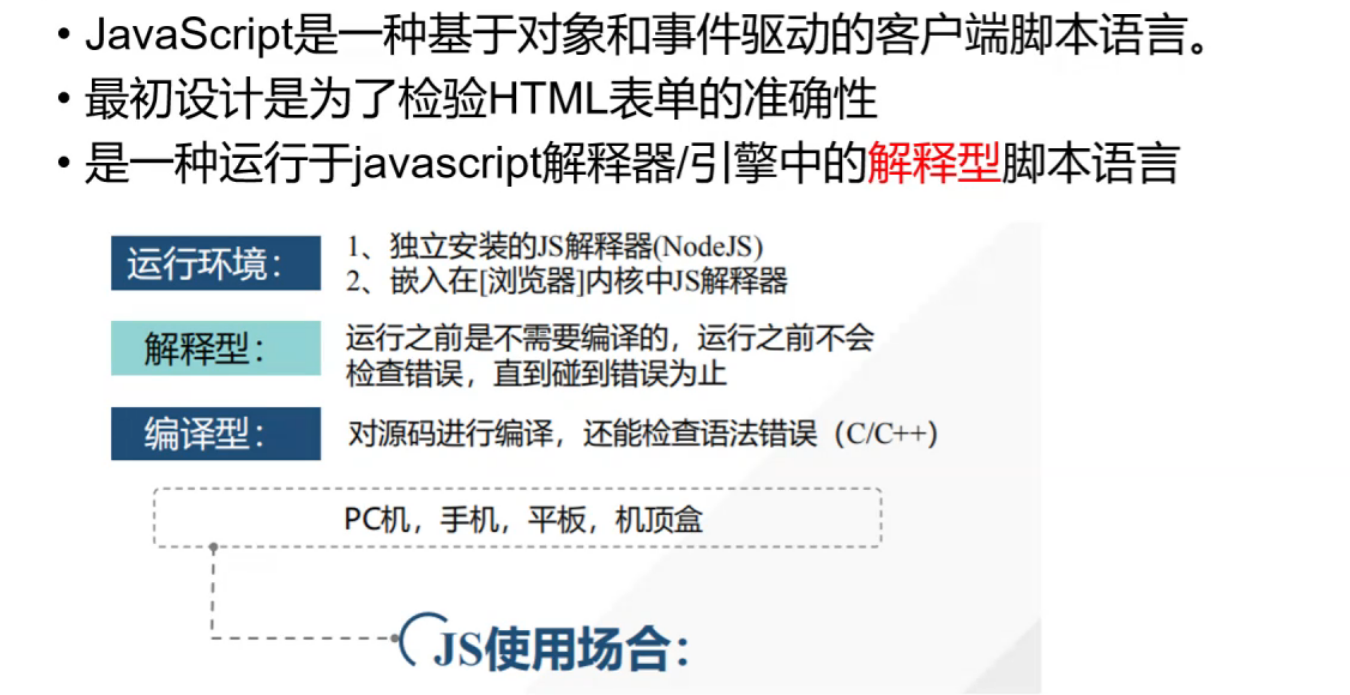 • JavaScript是一种基于对象和事件驱动的客户端脚本语言。
• 最初设计是为了检验HTML表单的准确性
• 是一种运行于javascript解释器/引擎中的解释型脚本语言
运行环境：
1、独立安装的JS解释器(NodeJS)
2、嵌入在[浏览器]内核中JS解释器
解释型：
运行之前是不需要编译的，运行之前不会
检查错误，直到碰到错误为止
编译型：
对源码进行编译，还能检查语法错误（C/C++）
PC机，手机，平板，机顶盒
JS使用场合：